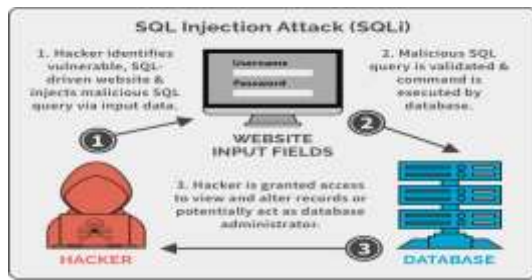 SQL Injection Attack (SQLi)
1. Hacker identifies
vulnerable, SQL-
driven website &
injects malicious SQL
query via input data.
Username
Password
2. Malicious SQL
query is validated &
command is
executed by
database.
1
2
WEBSITE
INPUT FIELDS
3. Hacker is granted access
to view and alter records or
potentially act as database
administrator.
3
HACKER
DATABASE